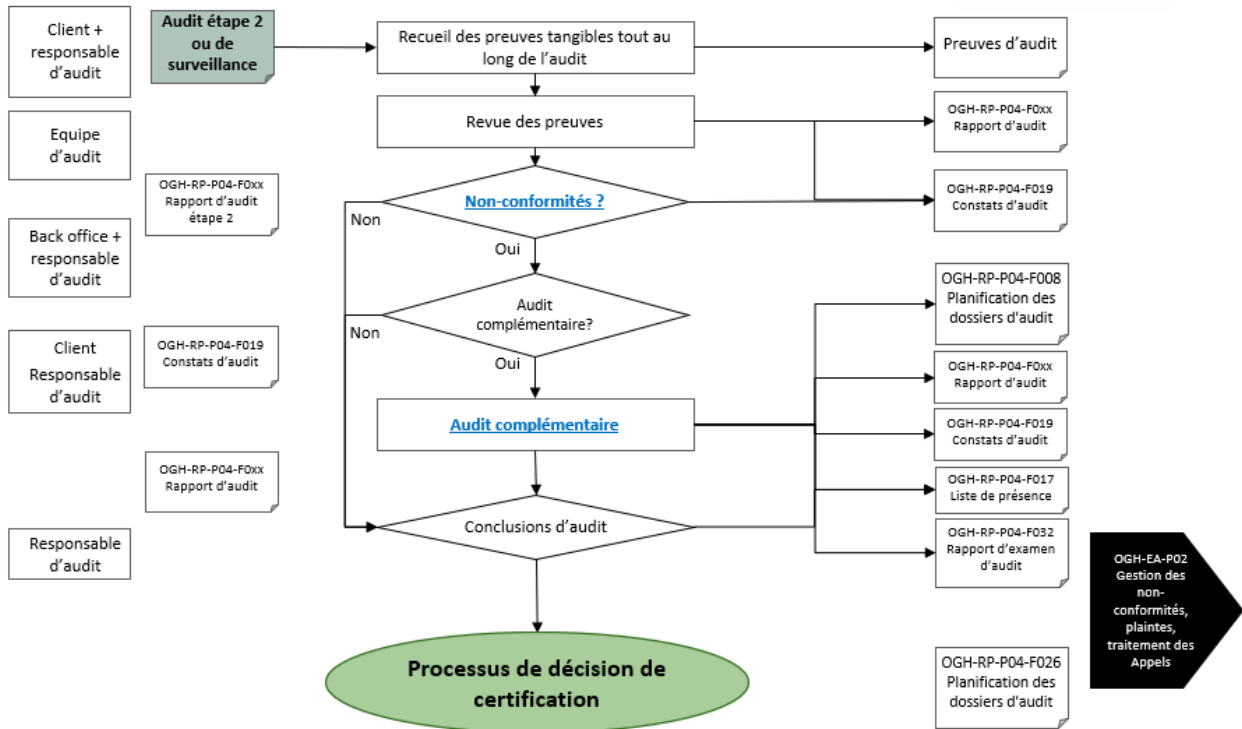 Client +
responsable
d'audit
Audit étape 2
ou de
surveillance
Recueil des preuves tangibles tout au
long de l'audit
Preuves d'audit
Equipe
d'audit
Revue des preuves
OGH-RP-P04-F0xx
Rapport d'audit
OGH-RP-P04-F0xx
Rapport d'audit
étape 2
Non-conformités ?
OGH-RP-P04-F019
Constats d'audit
Non
Oui
Back office +
responsable
d'audit
Audit
complémentaire?
OGH-RP-P04-F008
Planification des
dossiers d'audit
Non
Oui
Client
Responsable
d'audit
OGH-RP-P04-F019
Constats d'audit
OGH-RP-P04-F0xx
Rapport d'audit
Audit complémentaire
OGH-RP-P04-F019
Constats d'audit
OGH-RP-P04-F0xx
Rapport d'audit
OGH-RP-P04-F017
Liste de présence
Responsable
d'audit
Conclusions d'audit
OGH-RP-P04-F032
Rapport d'examen
d'audit
OGH-EA-P02
Gestion des
non-
conformités,
plaintes,
traitement des
Appels
Processus de décision de
certification
OGH-RP-P04-F026
Planification des
dossiers d'audit